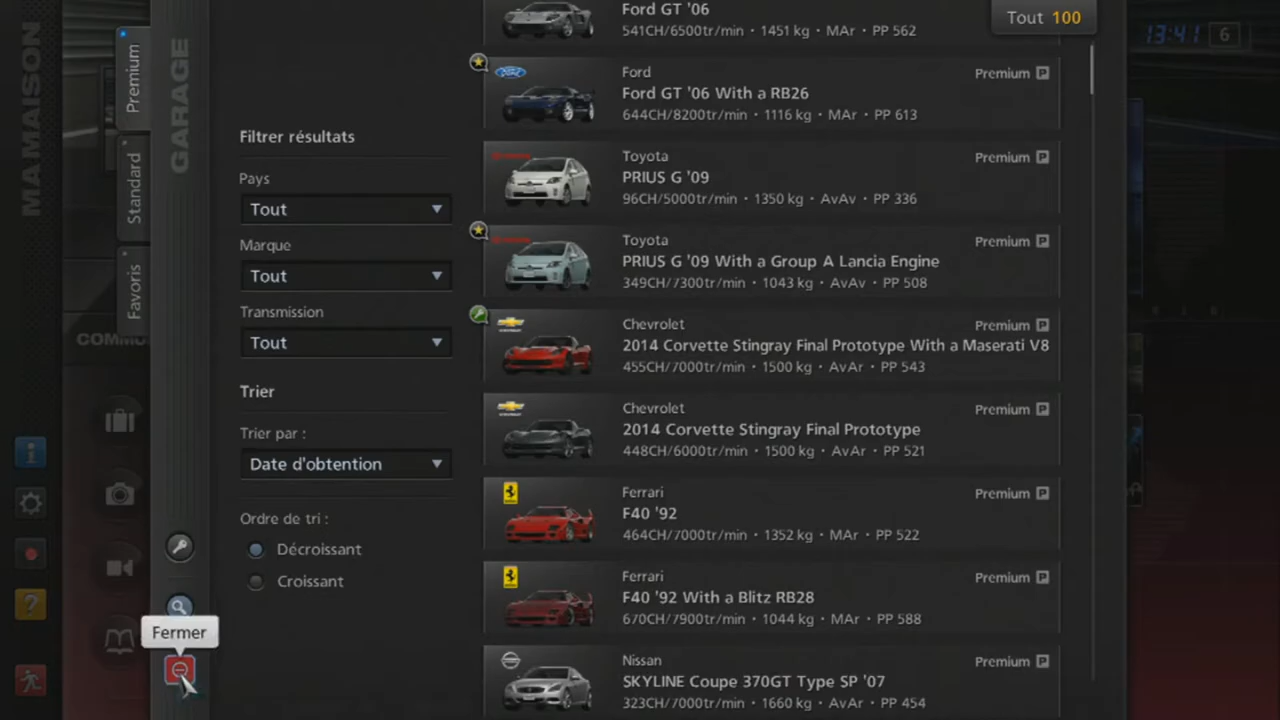 MA MAISON
Premium
Standard
Favoris
GARAGE
COMMU
Filtrer résultats
Pays
Tout
Marque
Tout
Transmission
Tout
Trier
Trier par :
Date d'obtention
Ordre de tri :
Décroissant
Croissant
Fermer
Tout 100
13:41 6
Ford GT '06
541CH/6500tr/min • 1451 kg • MAr • PP 562
Ford Premium P
Ford GT '06 With a RB26
644CH/8200tr/min • 1116 kg • MAr • PP 613
Toyota Premium P
PRIUS G '09
96CH/5000tr/min • 1350 kg • AvAv • PP 336
Toyota Premium P
PRIUS G '09 With a Group A Lancia Engine
349CH/7300tr/min • 1043 kg • AvAv • PP 508
Chevrolet Premium P
2014 Corvette Stingray Final Prototype With a Maserati V8
455CH/7000tr/min • 1500 kg • AvAr • PP 543
Chevrolet Premium P
2014 Corvette Stingray Final Prototype
448CH/6000tr/min • 1500 kg • AvAr • PP 521
Ferrari Premium P
F40 '92
464CH/7000tr/min • 1352 kg • MAr • PP 522
Ferrari Premium P
F40 '92 With a Blitz RB28
670CH/7900tr/min • 1044 kg • MAr • PP 588
Nissan Premium P
SKYLINE Coupe 370GT Type SP '07
323CH/7000tr/min • 1660 kg • AvAr • PP 454